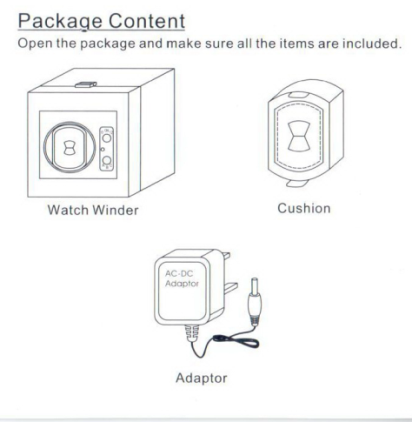 Package Content
Open the package and make sure all the items are included.
Watch Winder
Cushion
AC-DC
Adaptor
Adaptor